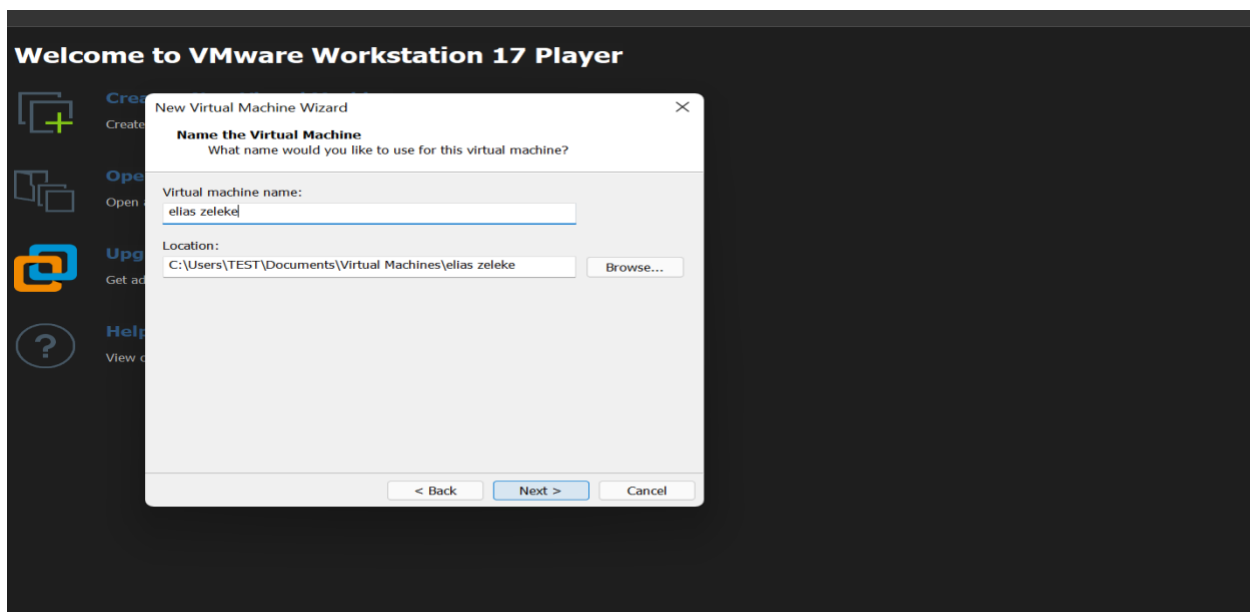 Welcome to VMware Workstation 17 Player
Create
New Virtual Machine Wizard
Name the Virtual Machine
What name would you like to use for this virtual machine?
Open
Virtual machine name:
elias zeleke
Location:
C:\Users\TEST\Documents\Virtual Machines\elias zeleke
Browse...
Get ad
Help
?
View
< Back
Next >
Cancel